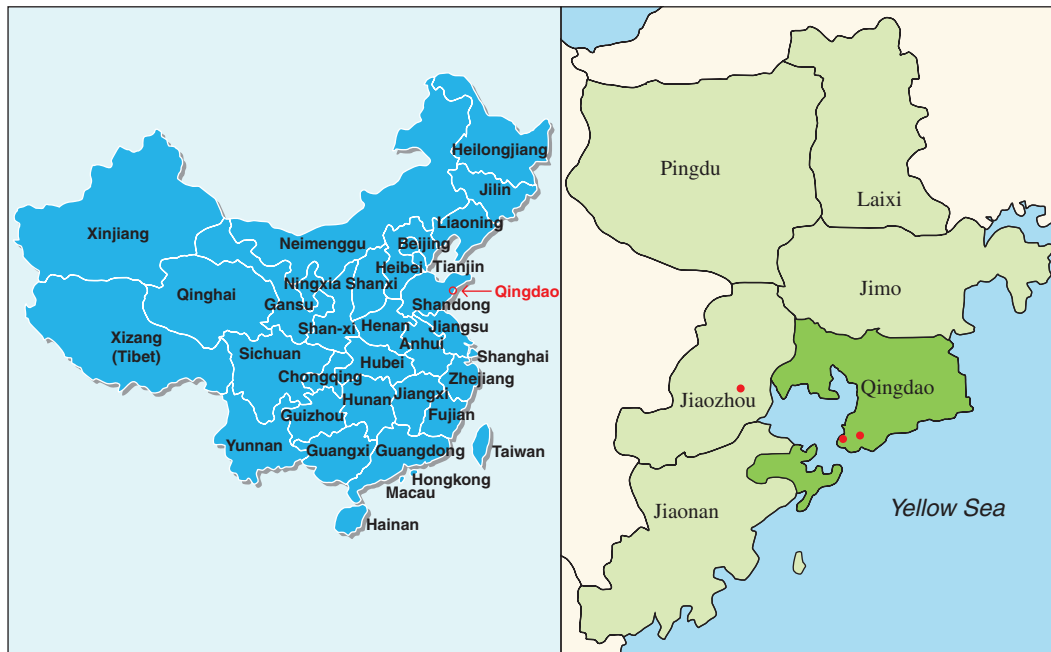 Heilongjiang
Jilin
Liaoning
Xinjiang
Neimenggu
Beijing
Heibei
Tianjin
Ningxia
Shanxi
Qinghai
Gansu
Qingdao
Shandong
Shan-xi
Henan
Jiangsu
Anhui
Xizang
(Tibet)
Sichuan
Hubei
Shanghai
Chongqing
Zhejiang
Hunan
Jiangxi
Guizhou
Fujian
Yunnan
Guangxi
Guangdong
Taiwan
Hongkong
Macau
Hainan
Pingdu
Laixi
Jimo
Jiaozhou
Qingdao
Jiaonan
Yellow Sea